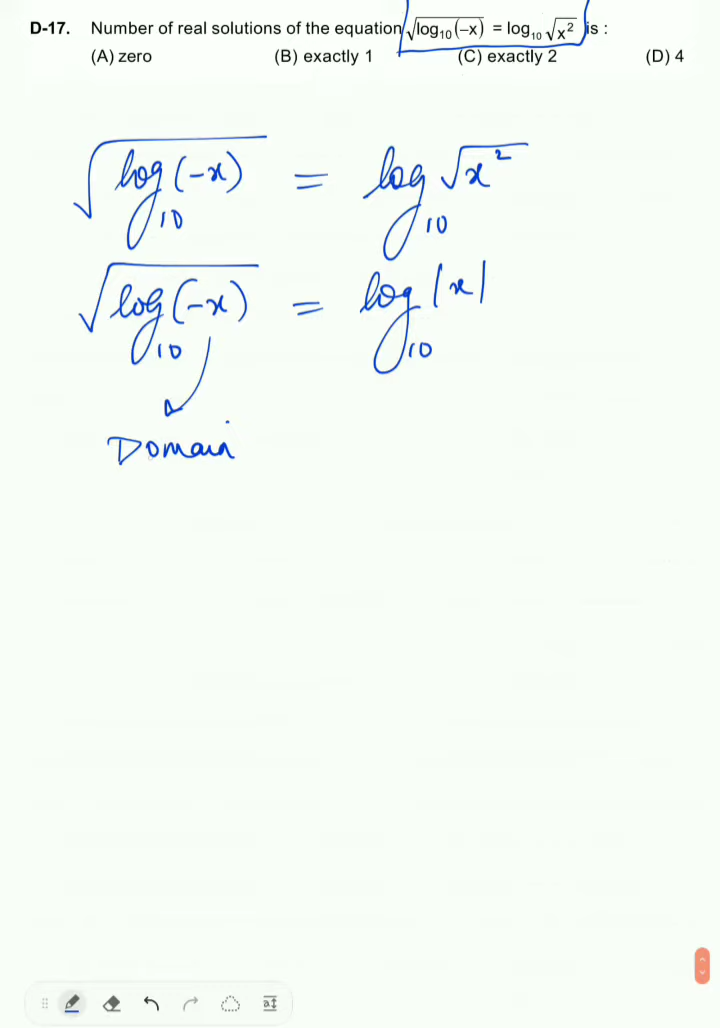 D-17. Number of real solutions of the equation √log₁₀(−x) = log₁₀ √x² is :
(A) zero (B) exactly 1 (C) exactly 2 (D) 4
√log₁₀(−x) = log₁₀ √x²
√log₁₀(−x) = log₁₀ |x|
Domain